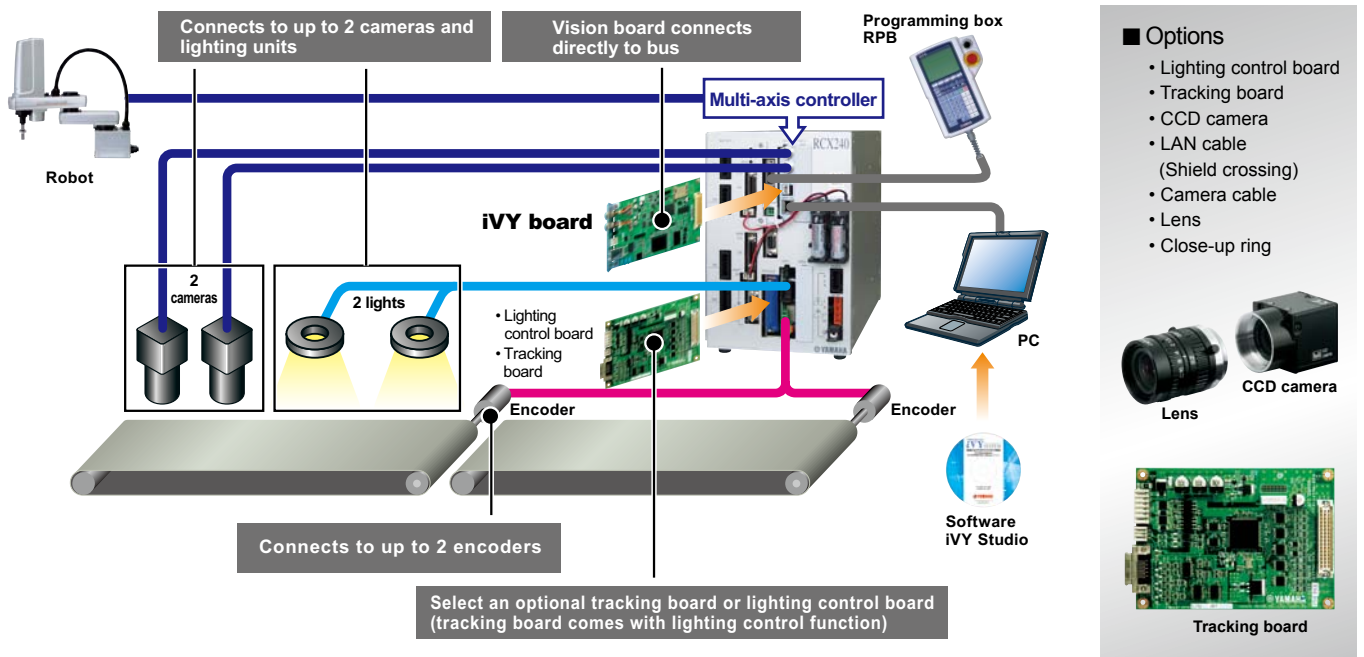 Connects to up to 2 cameras and
lighting units
Vision board connects
directly to bus
Programming box
RPB
Multi-axis controller
Robot
RCX240
iVY board
2
cameras
2 lights
• Lighting
control board
• Tracking
board
YAMAHA
PC
Encoder
Encoder
Software
iVY Studio
Connects to up to 2 encoders
Select an optional tracking board or lighting control board
(tracking board comes with lighting control function)
■ Options
• Lighting control board
• Tracking board
• CCD camera
• LAN cable
(Shield crossing)
• Camera cable
• Lens
• Close-up ring
CCD camera
Lens
YAMAHA
Tracking board